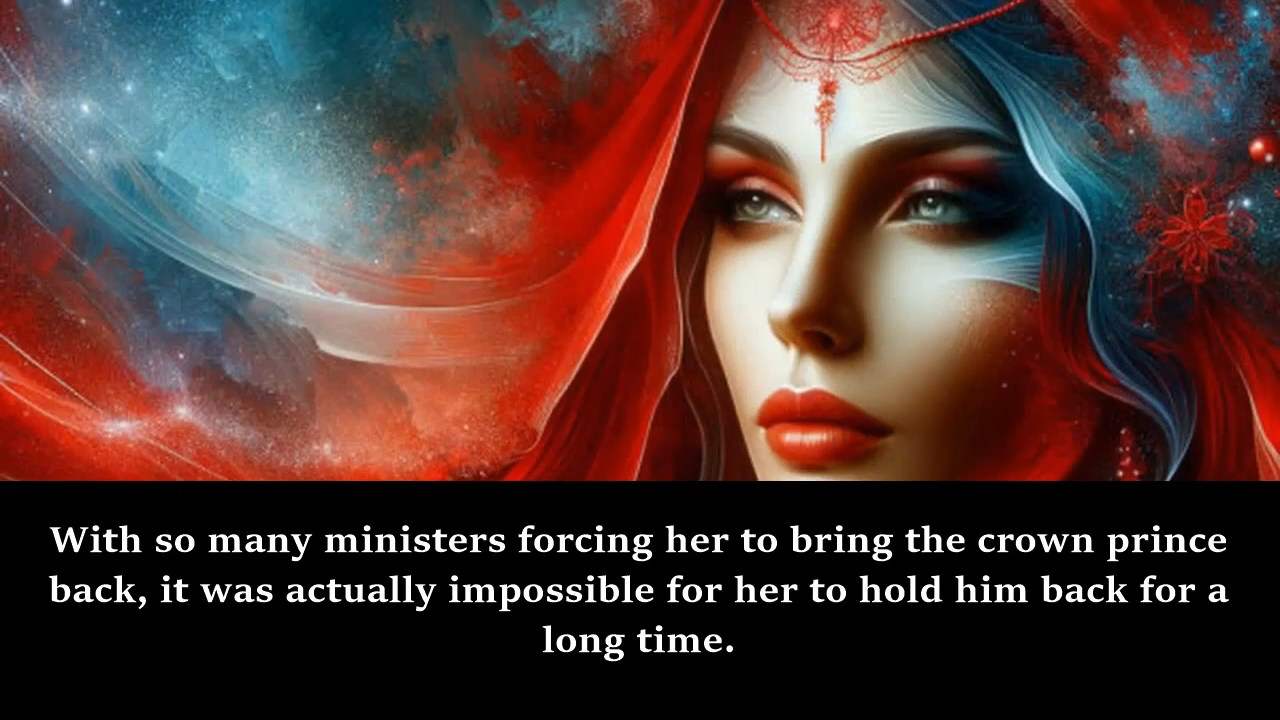 With so many ministers forcing her to bring the crown prince
back, it was actually impossible for her to hold him back for a
long time.